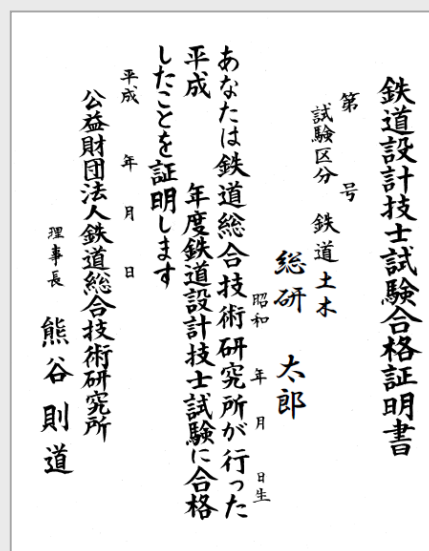 鉄道設計技士試験合格証明書
第　号
試験区分　鉄道土木
総研　太郎
昭和　年　月　日生
あなたは鉄道総合技術研究所が行った
平成　年度鉄道設計技士試験に合格
したことを証明します
平成　年　月　日
公益財団法人鉄道総合技術研究所
理事長　熊谷則道